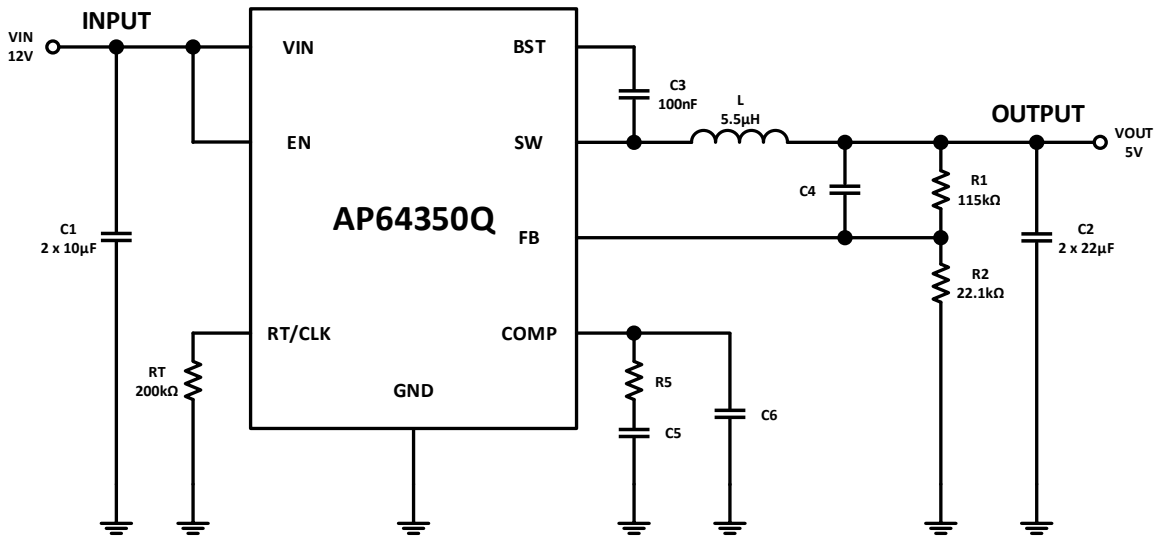 INPUT
VIN
12V
VIN
BST
C3
100nF
L
5.5µH
OUTPUT
VOUT
5V
EN
SW
C4
R1
115kΩ
AP64350Q
C1
2 x 10µF
FB
C2
2 x 22µF
R2
22.1kΩ
RT/CLK
COMP
RT
200kΩ
GND
R5
C5
C6